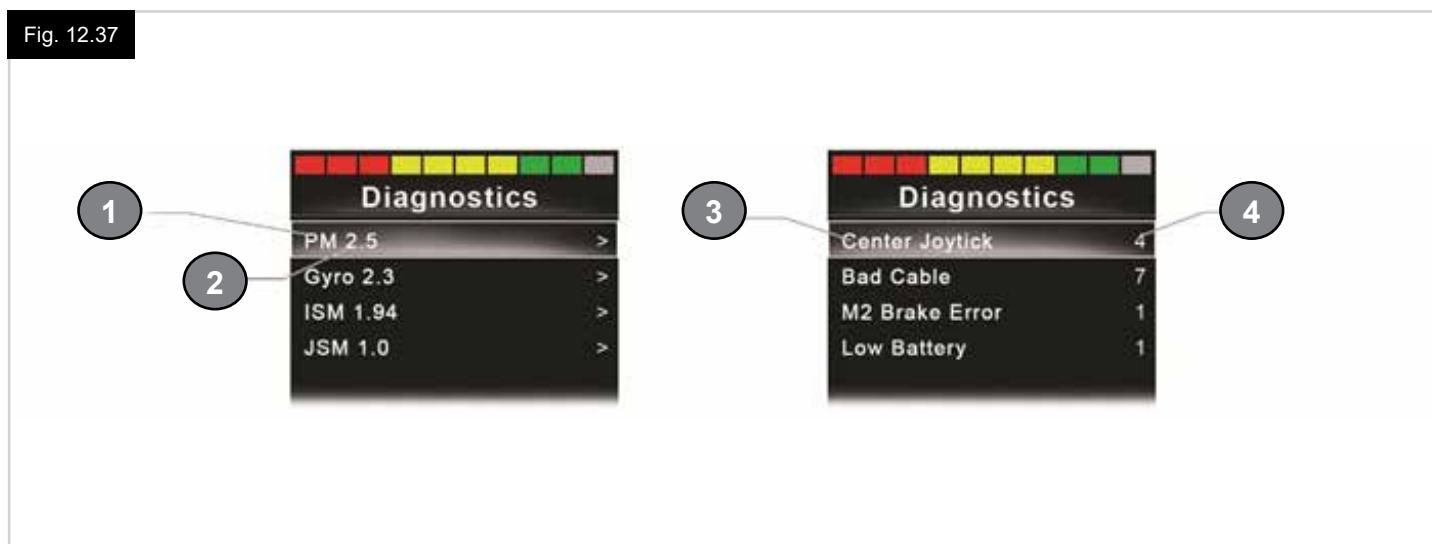 Fig. 12.37
1
2
Diagnostics
PM 2.5 >
Gyro 2.3 >
ISM 1.94 >
JSM 1.0 >
3
4
Diagnostics
Center Joytick 4
Bad Cable 7
M2 Brake Error 1
Low Battery 1